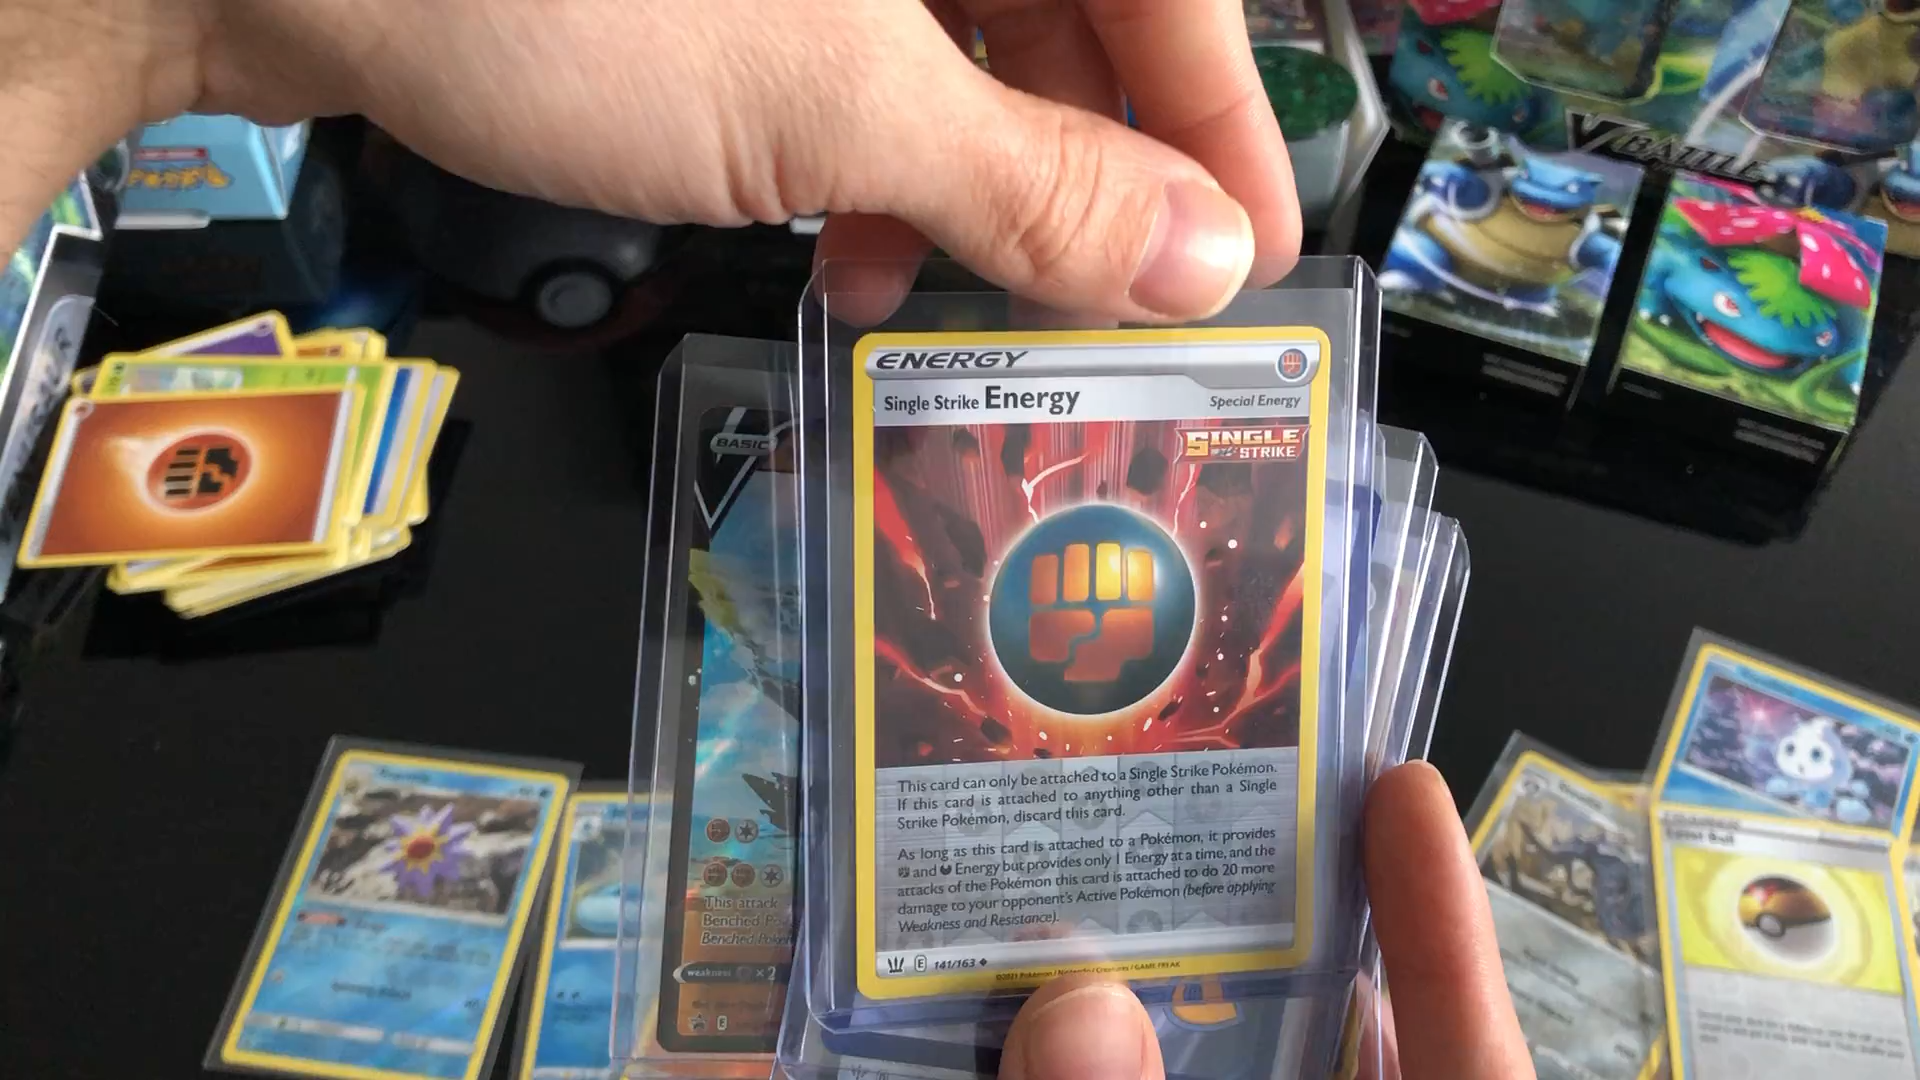 ENERGY
Single Strike Energy
Special Energy
SINGLE
STRIKE
This card can only be attached to a Single Strike Pokémon.
If this card is attached to anything other than a Single
Strike Pokémon, discard this card.
As long as this card is attached to a Pokémon, it provides
and Energy but provides only 1 Energy at a time, and the
attacks of the Pokémon this card is attached to do 20 more
damage to your opponent's Active Pokémon (before applying
Weakness and Resistance).
E 141/163
©2021 Pokémon / Nintendo / Creatures / GAME FREAK
BASIC
This attack
Benched
Benched
weakness ×2
E
V BATTLE